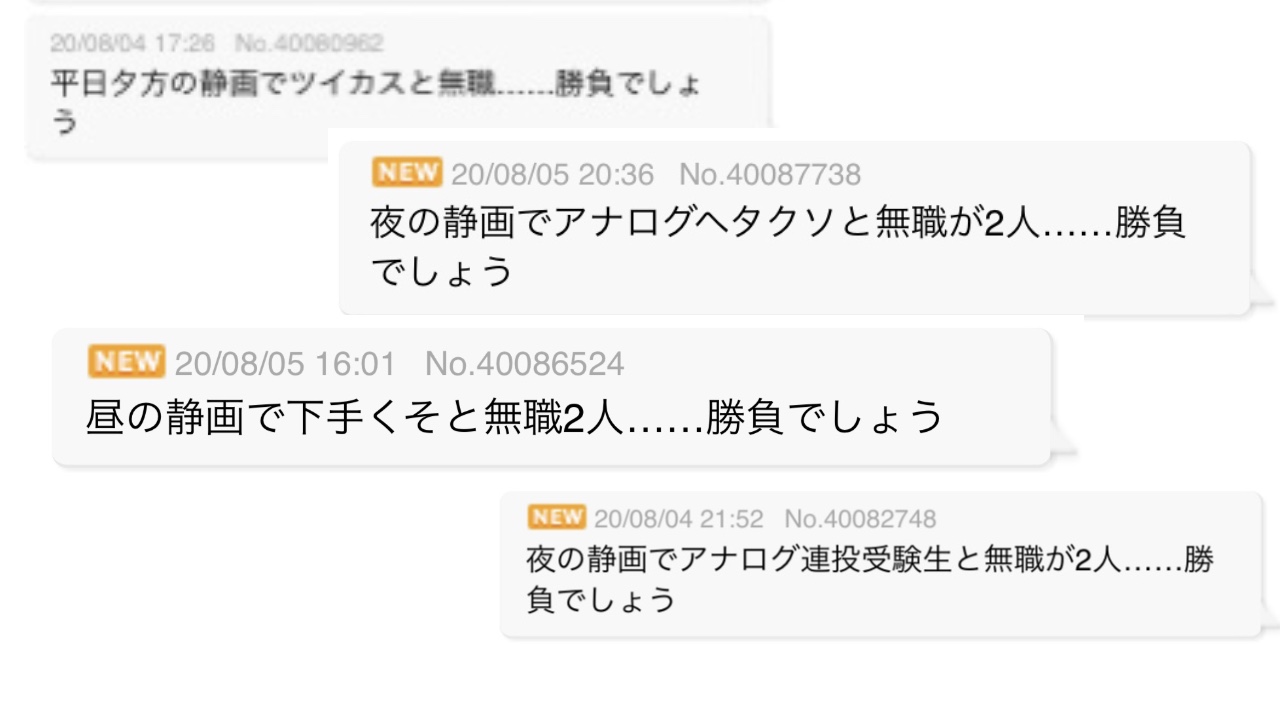 20/08/04 17:26 No.40080962
平日夕方の静画でツイカスと無職……勝負でしょ
う
NEW 20/08/05 20:36 No.40087738
夜の静画でアナログヘタクソと無職が2人……勝負
でしょう
NEW 20/08/05 16:01 No.40086524
昼の静画で下手くそと無職2人……勝負でしょう
NEW 20/08/04 21:52 No.40082748
夜の静画でアナログ連投受験生と無職が2人……勝
負でしょう